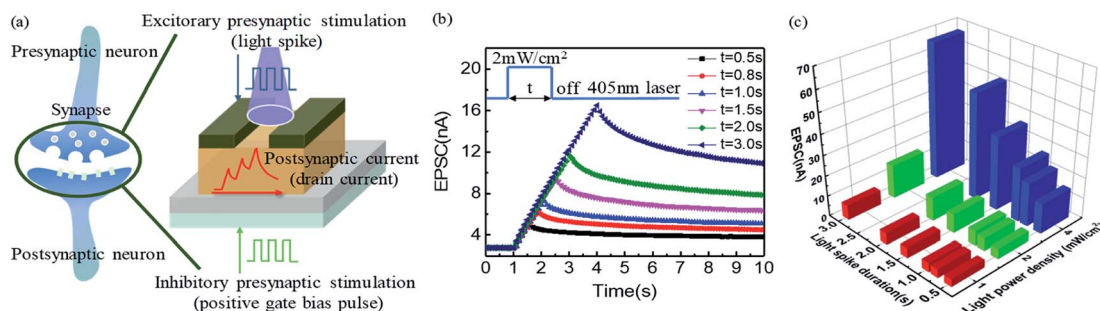 (a)
Excitorary presynaptic stimulation
(light spike)
Presynaptic neuron
Synapse
Postsynaptic current
(drain current)
Postsynaptic neuron
Inhibitory presynaptic stimulation
(positive gate bias pulse)
(b)
EPSC(nA)
20
16
12
8
4
2mW/cm²
t
off 405nm laser
t=0.5s
t=0.8s
t=1.0s
t=1.5s
t=2.0s
t=3.0s
0 1 2 3 4 5 6 7 8 9 10
Time(s)
(c)
EPSC(nA)
70
60
50
40
30
20
10
0
3.0
2.5
2.0
1.5
1.0
0.5
Light spike duration(s)
1
2
4
Light power density (mW/cm²)